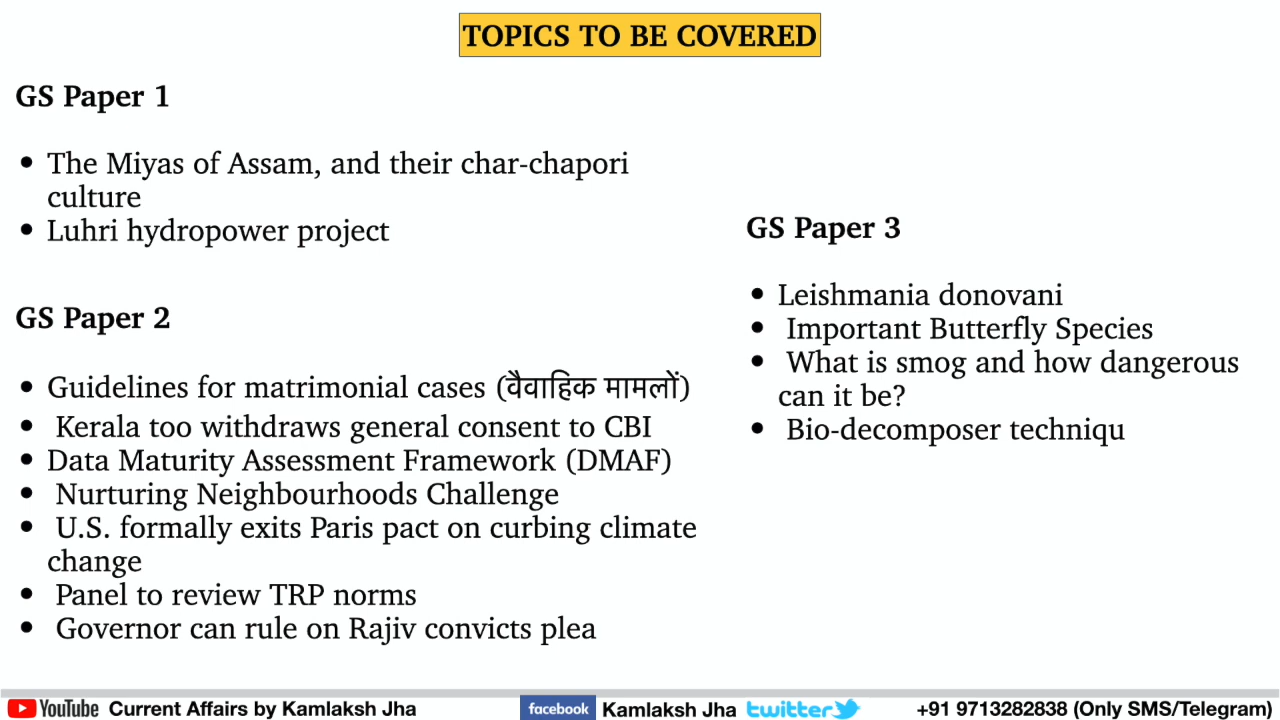 TOPICS TO BE COVERED
GS Paper 1
• The Miyas of Assam, and their char-chapori
culture
• Luhri hydropower project
GS Paper 2
• Guidelines for matrimonial cases (वैवाहिक मामलों)
• Kerala too withdraws general consent to CBI
• Data Maturity Assessment Framework (DMAF)
• Nurturing Neighbourhoods Challenge
• U.S. formally exits Paris pact on curbing climate
change
• Panel to review TRP norms
• Governor can rule on Rajiv convicts plea
GS Paper 3
• Leishmania donovani
• Important Butterfly Species
• What is smog and how dangerous
can it be?
• Bio-decomposer techniqu
YouTube Current Affairs by Kamlaksh Jha facebook Kamlaksh Jha twitter +91 9713282838 (Only SMS/Telegram)